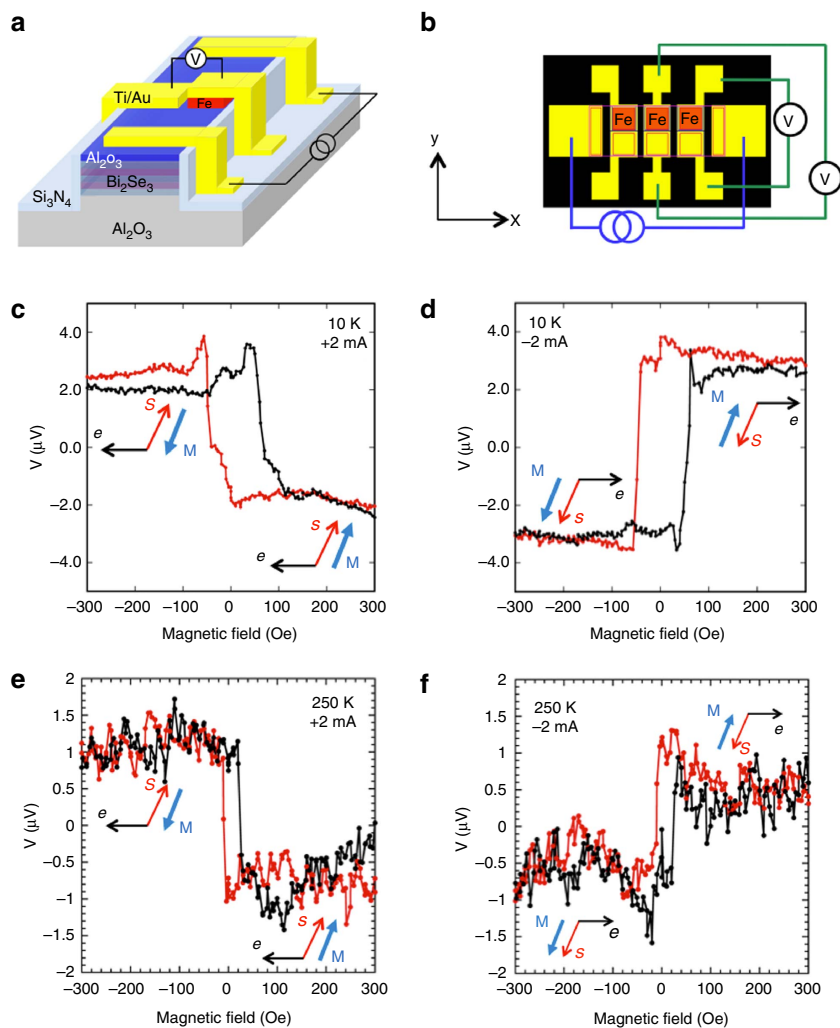 a
V
Ti/Au
Fe
Al₂o₃
Bi₂Se₃
Si₃N₄
Al₂O₃
b
Fe Fe Fe
V
V
y
x
c
10 K
+2 mA
4.0
2.0
0.0
−2.0
−4.0
V (μV)
S
e
M
S
M
e
−300 −200 −100 0 100 200 300
Magnetic field (Oe)
d
10 K
−2 mA
4.0
2.0
0.0
−2.0
−4.0
V (μV)
M
e
S
M
e
S
−300 −200 −100 0 100 200 300
Magnetic field (Oe)
e
250 K
+2 mA
2
1.5
1
0.5
0
−0.5
−1
−1.5
−2
V (μV)
S
e
M
S
M
e
−300 −200 −100 0 100 200 300
Magnetic field (Oe)
f
250 K
−2 mA
2
1.5
1
0.5
0
−0.5
−1
−1.5
−2
V (μV)
M
e
S
M
e
S
−300 −200 −100 0 100 200 300
Magnetic field (Oe)